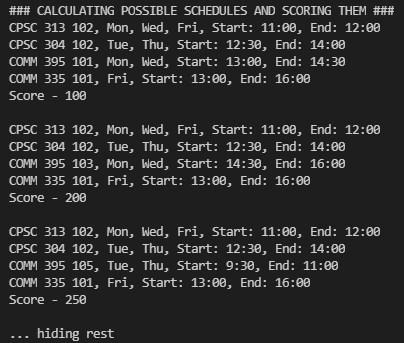 ### CALCULATING POSSIBLE SCHEDULES AND SCORING THEM ###
CPSC 313 102, Mon, Wed, Fri, Start: 11:00, End: 12:00
CPSC 304 102, Tue, Thu, Start: 12:30, End: 14:00
COMM 395 101, Mon, Wed, Start: 13:00, End: 14:30
COMM 335 101, Fri, Start: 13:00, End: 16:00
Score - 100
CPSC 313 102, Mon, Wed, Fri, Start: 11:00, End: 12:00
CPSC 304 102, Tue, Thu, Start: 12:30, End: 14:00
COMM 395 103, Mon, Wed, Start: 14:30, End: 16:00
COMM 335 101, Fri, Start: 13:00, End: 16:00
Score - 200
CPSC 313 102, Mon, Wed, Fri, Start: 11:00, End: 12:00
CPSC 304 102, Tue, Thu, Start: 12:30, End: 14:00
COMM 395 105, Tue, Thu, Start: 9:30, End: 11:00
COMM 335 101, Fri, Start: 13:00, End: 16:00
Score - 250
... hiding rest